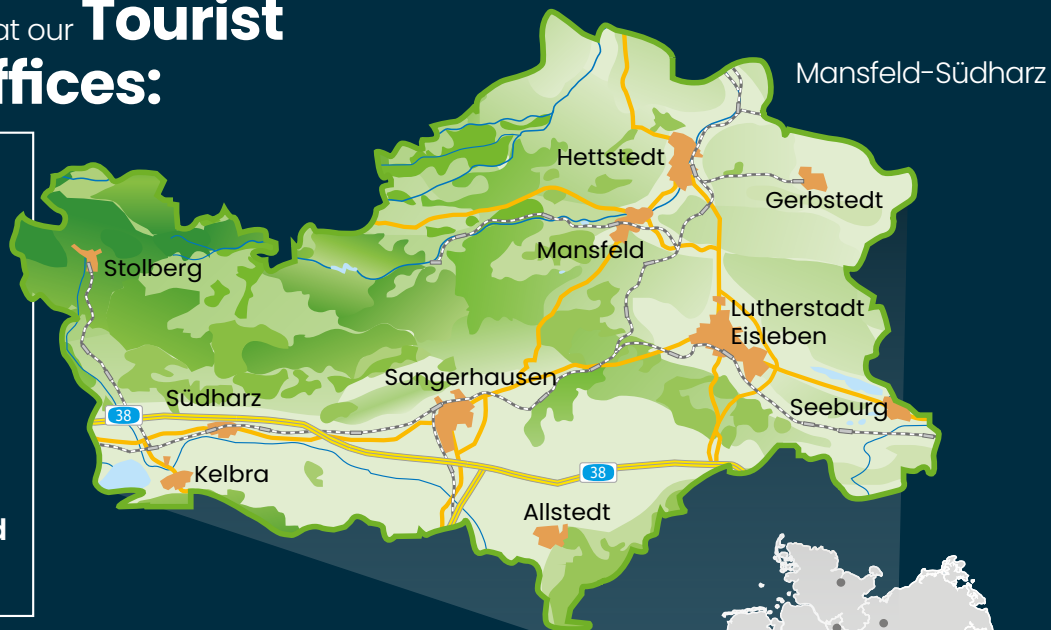 at our Tourist
ffices:
Mansfeld-Südharz
Hettstedt
Gerbstedt
Mansfeld
Stolberg
Lutherstadt
Eisleben
Sangerhausen
Südharz
Seeburg
38
Kelbra
38
Allstedt
d